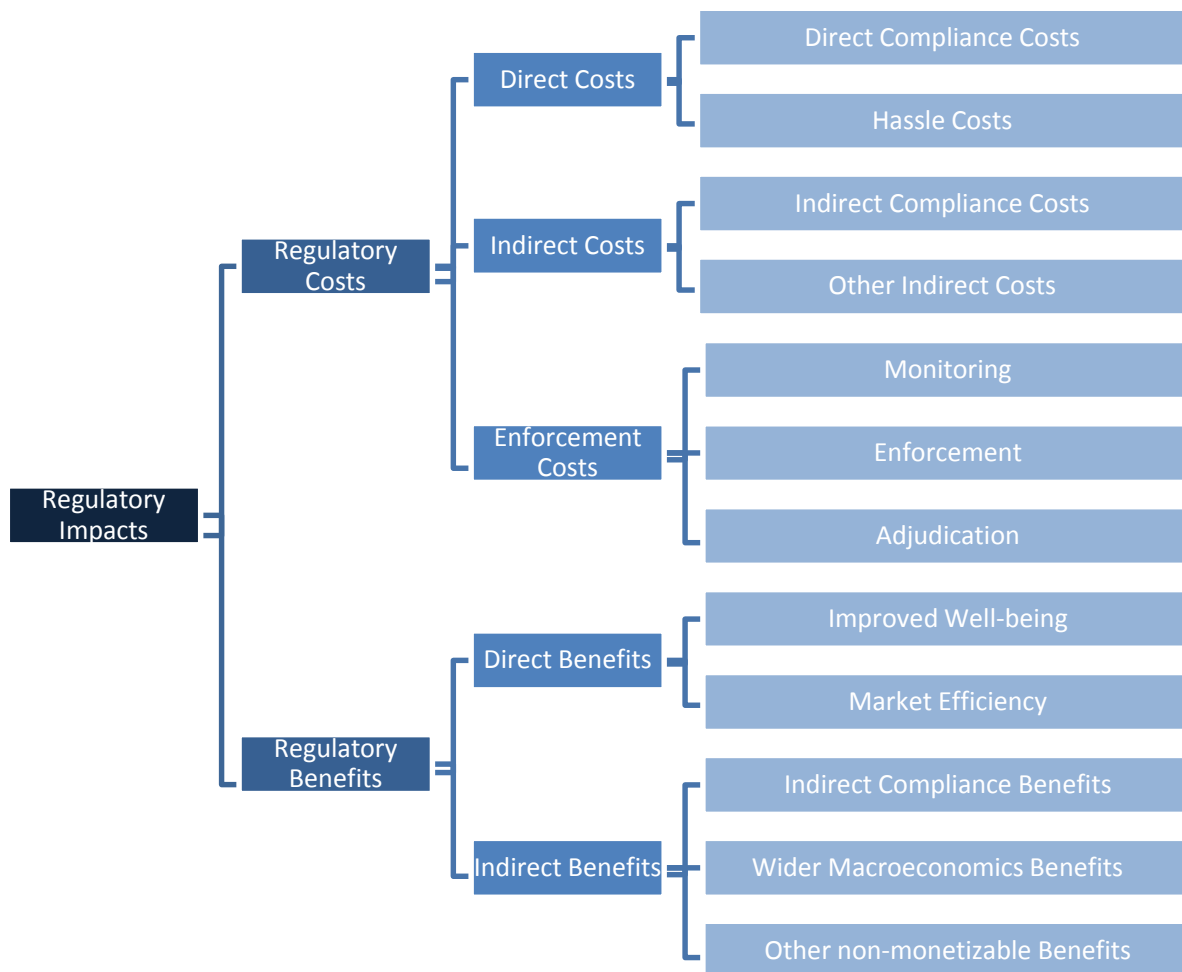 Regulatory
Impacts
Regulatory
Costs
Direct Costs
Direct Compliance Costs
Hassle Costs
Indirect Costs
Indirect Compliance Costs
Other Indirect Costs
Enforcement
Costs
Monitoring
Enforcement
Adjudication
Regulatory
Benefits
Direct Benefits
Improved Well-being
Market Efficiency
Indirect Benefits
Indirect Compliance Benefits
Wider Macroeconomics Benefits
Other non-monetizable Benefits